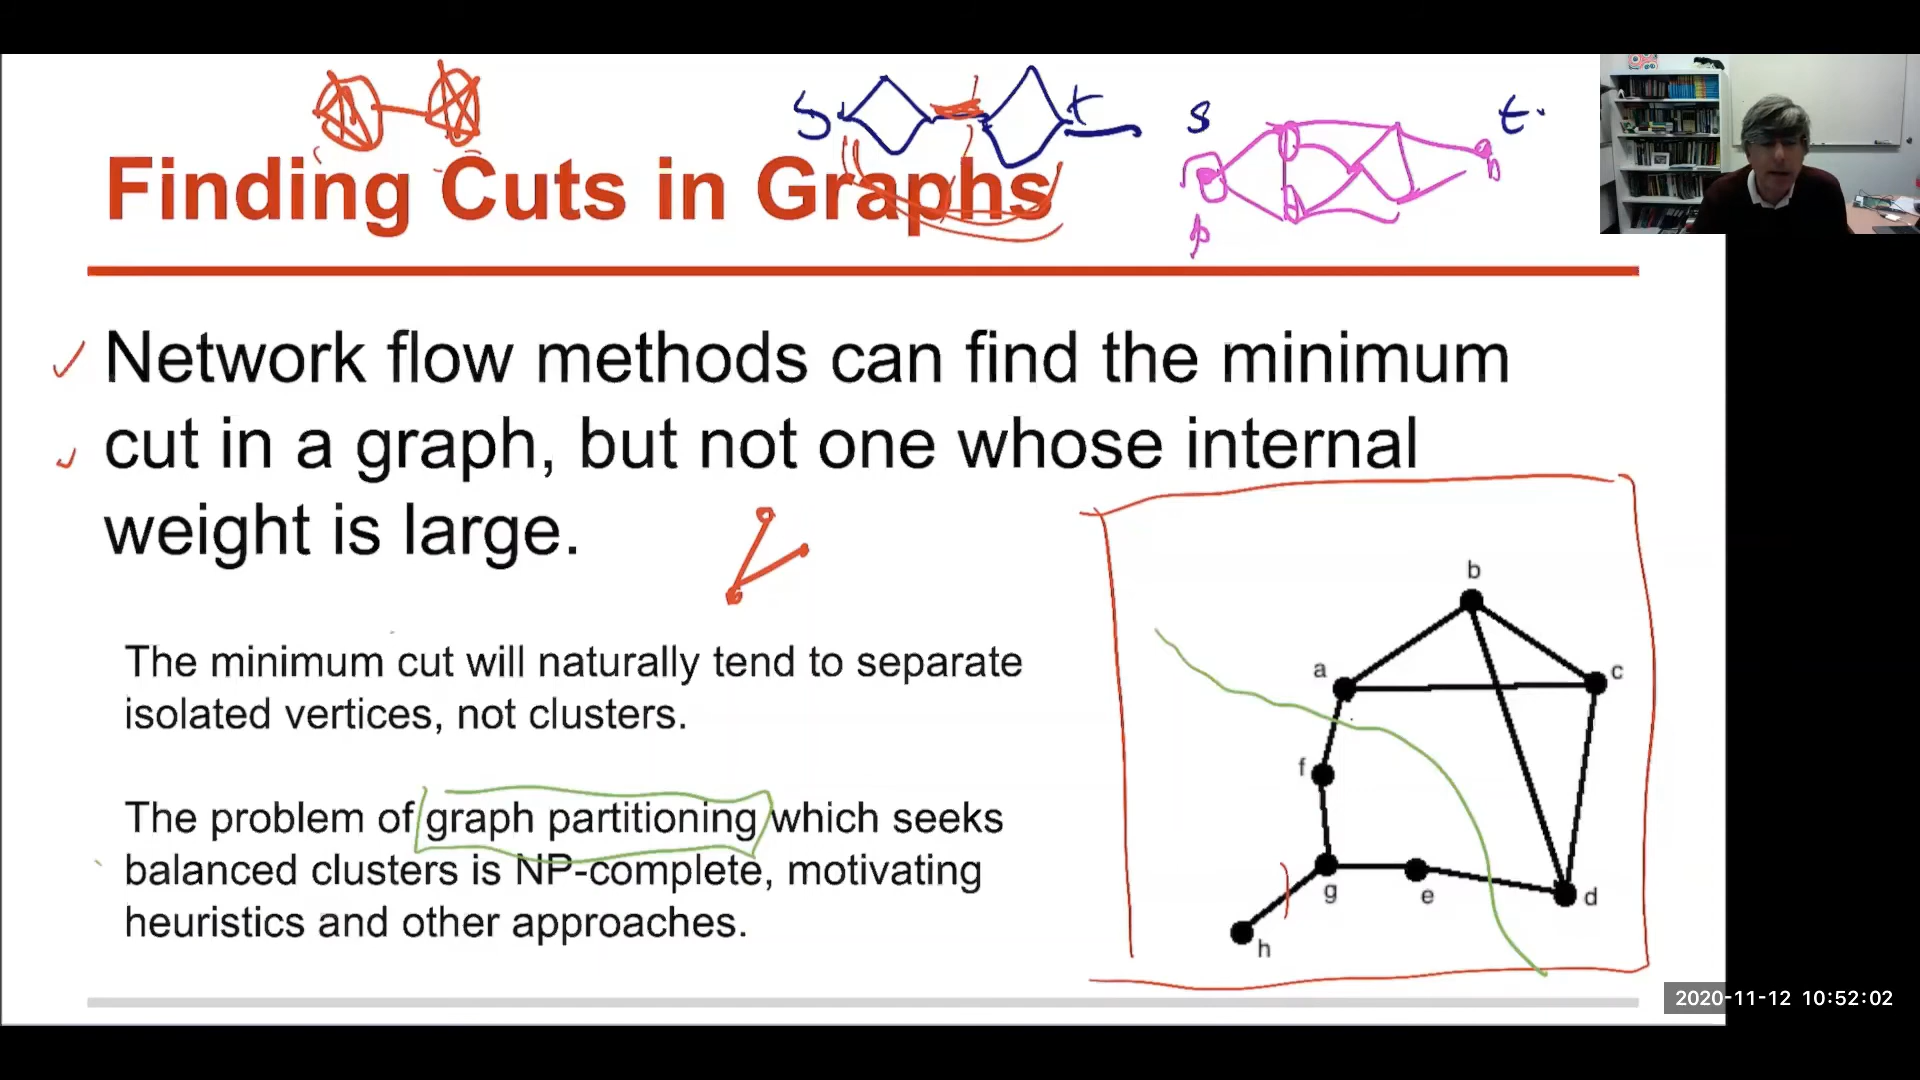 S t s t
Finding Cuts in Graphs
p n
Network flow methods can find the minimum
cut in a graph, but not one whose internal
weight is large.
The minimum cut will naturally tend to separate
isolated vertices, not clusters.
The problem of graph partitioning which seeks
balanced clusters is NP-complete, motivating
heuristics and other approaches.
b
a c
f
g e d
h
2020-11-12 10:52:02